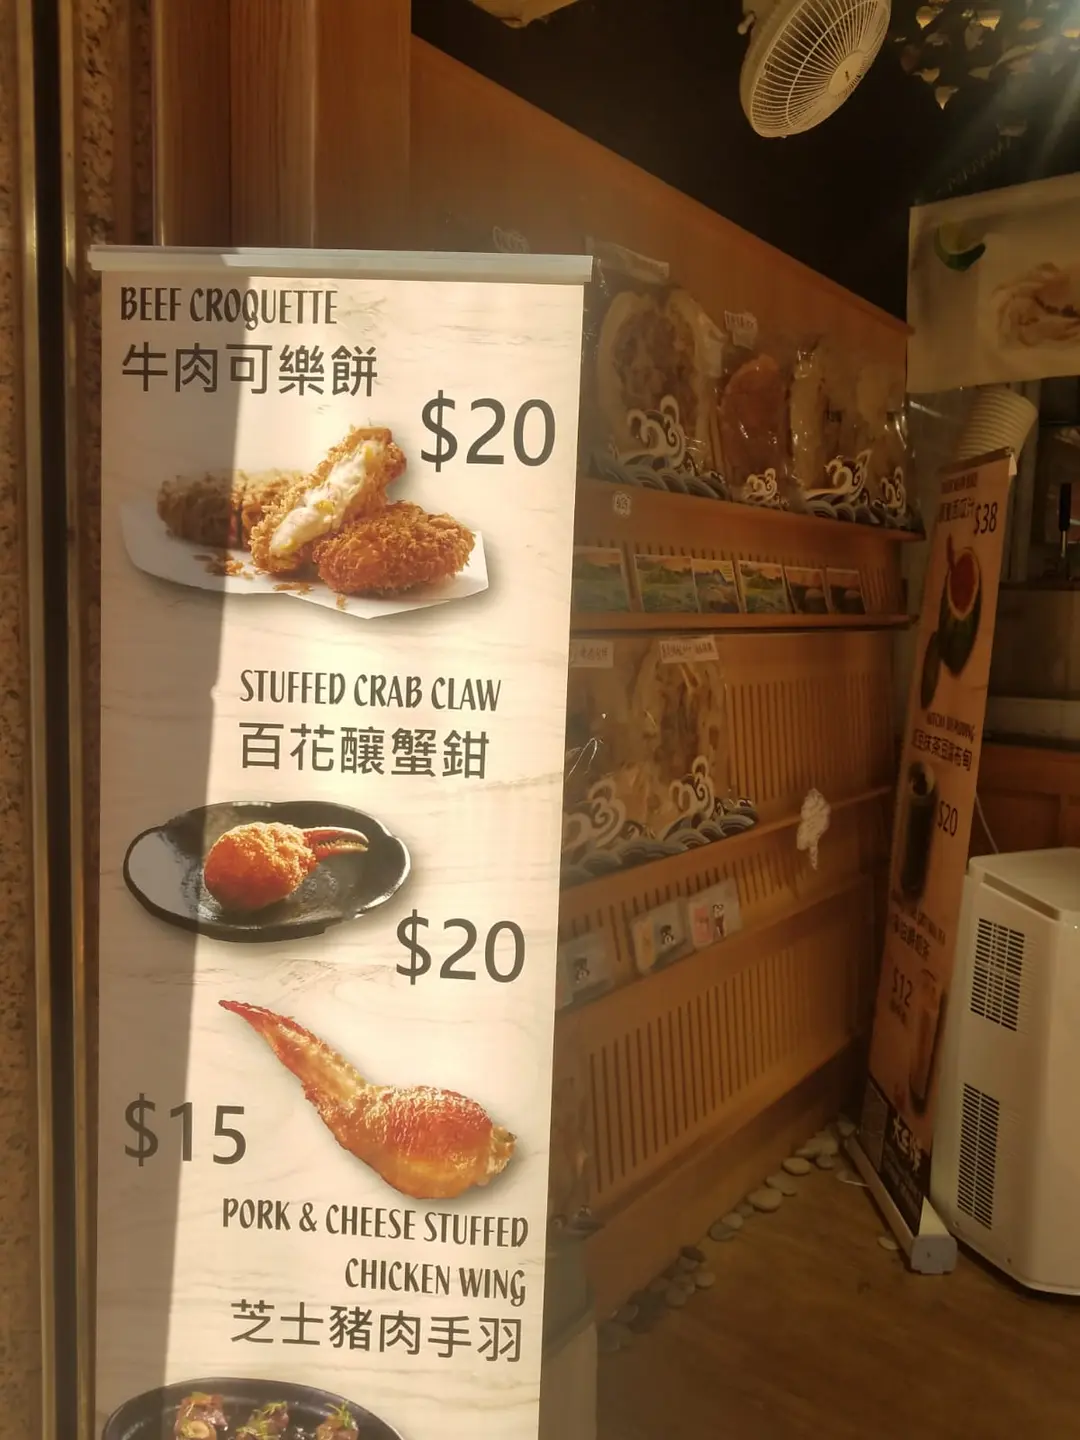 BEEF CROQUETTE
牛肉可樂餅
$20
STUFFED CRAB CLAW
百花釀蟹鉗
$20
$15
PORK & CHEESE STUFFED
CHICKEN WING
芝士豬肉手羽
$38
$20
$12